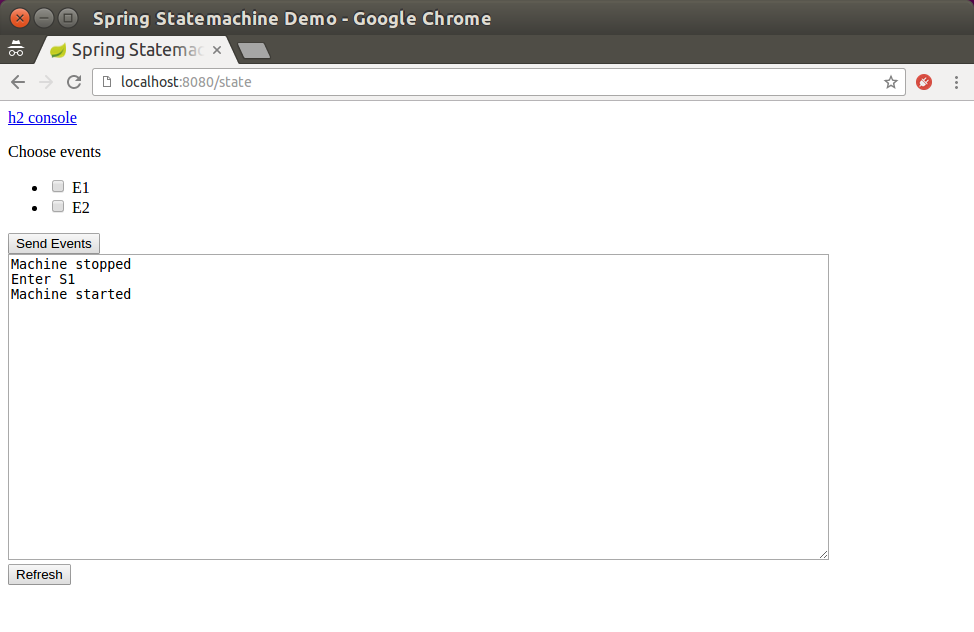 Spring Statemachine Demo - Google Chrome
Spring Statema
localhost:8080/state
h2 console
Choose events
E1
E2
Send Events
Machine stopped
Enter S1
Machine started
Refresh